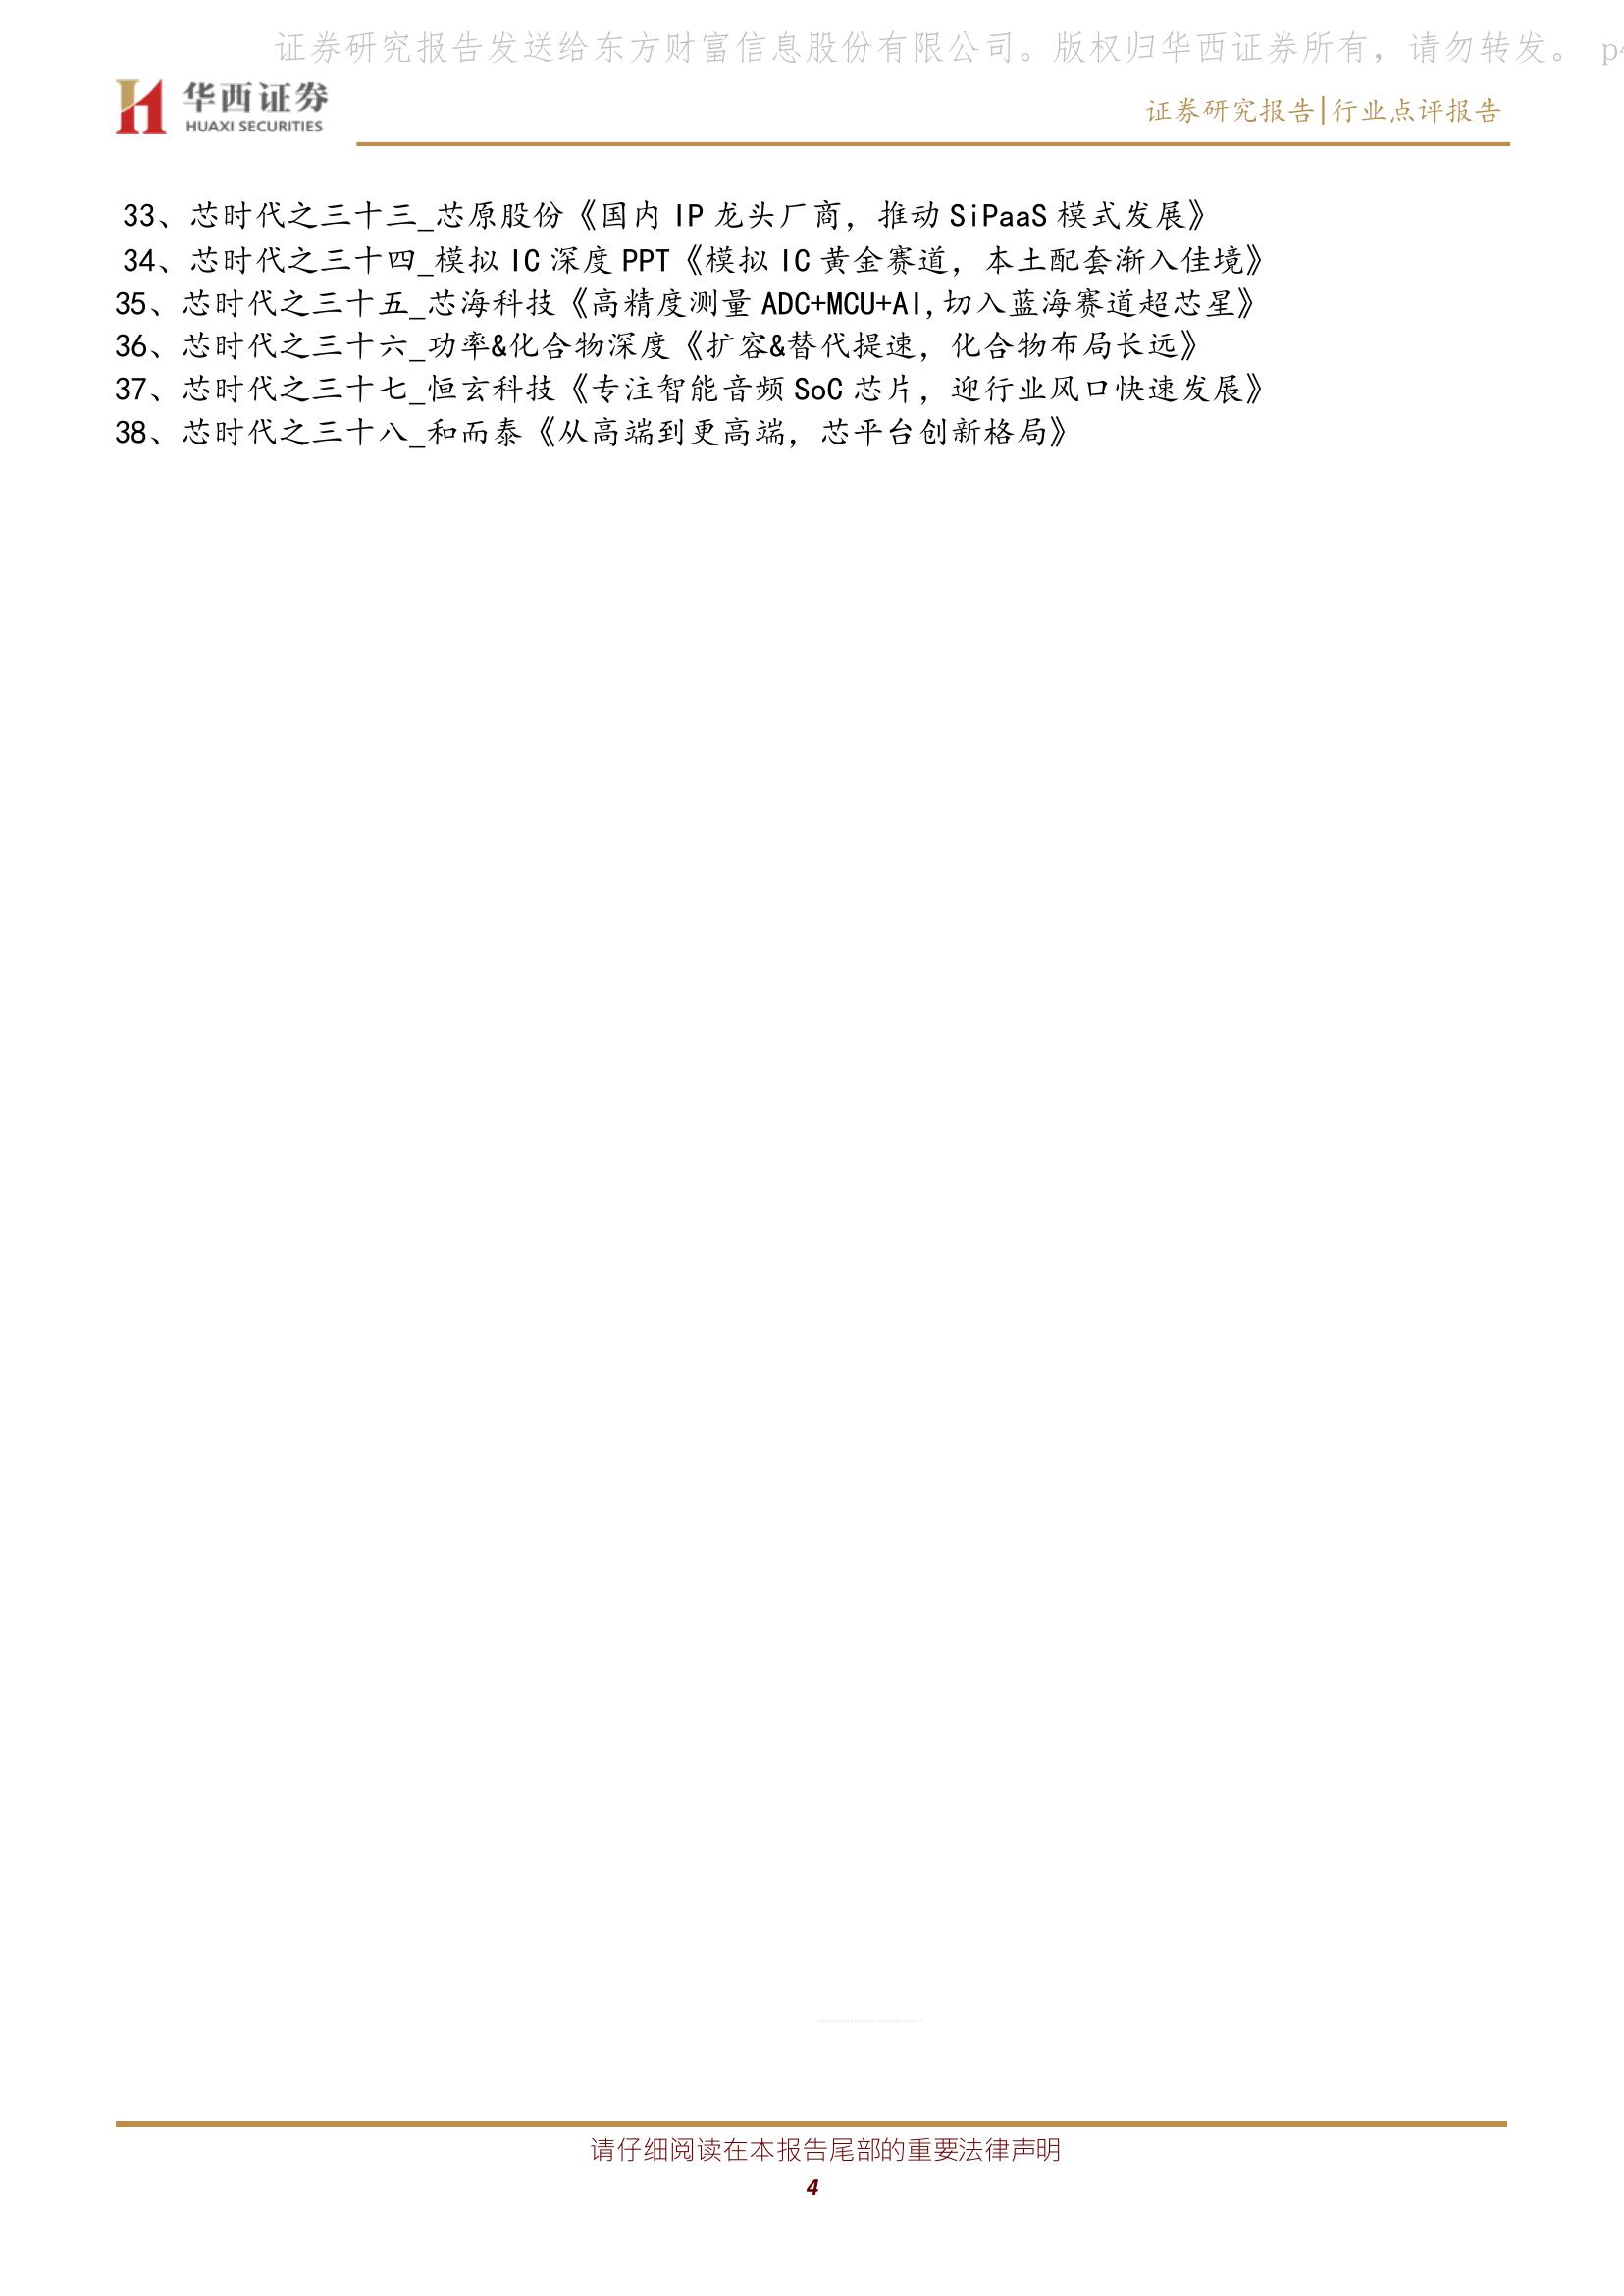 证券研究报告发送给东方财富信息股份有限公司。版权归华西证券所有，请勿转发。 p4
华西证券
HUAXI SECURITIES
证券研究报告|行业点评报告
33、芯时代之三十三_芯原股份《国内 IP 龙头厂商，推动 SiPaaS 模式发展》
34、芯时代之三十四_模拟 IC 深度 PPT《模拟 IC 黄金赛道，本土配套渐入佳境》
35、芯时代之三十五_芯海科技《高精度测量 ADC+MCU+AI,切入蓝海赛道超芯星》
36、芯时代之三十六_功率&化合物深度《扩容&替代提速，化合物布局长远》
37、芯时代之三十七_恒玄科技《专注智能音频 SoC 芯片，迎行业风口快速发展》
38、芯时代之三十八_和而泰《从高端到更高端，芯平台创新格局》
请仔细阅读在本报告尾部的重要法律声明
4